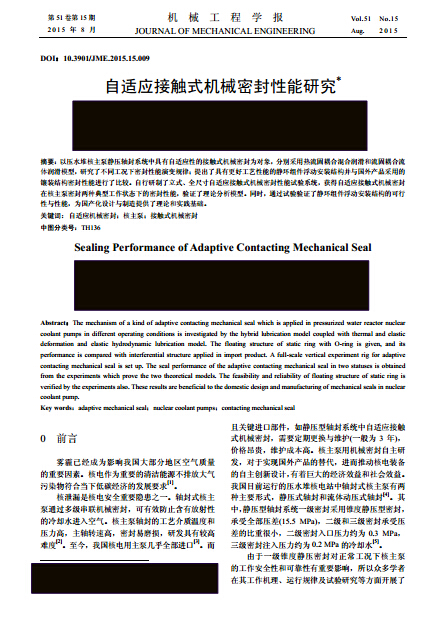 第 51 卷第 15 期
2015 年 8 月
机 械 工 程 学 报
JOURNAL OF MECHANICAL ENGINEERING
Vol.51 No.15
Aug. 2015
DOI：10.3901/JME.2015.15.009
自适应接触式机械密封性能研究*
摘要：以压水堆核主泵静压轴封系统中具有自适应性的接触式机械密封为对象，分别采用热流固耦合混合润滑和流固耦合流
体润滑模型，研究了不同工况下密封性能演变规律；提出了具有更好工艺性能的静环组件浮动安装结构并与国外产品采用的
镶装结构密封性能进行了比较。自行研制了立式、全尺寸自适应接触式机械密封性能试验系统，获得自适应接触式机械密封
在核主泵密封两种典型工作状态下的密封性能，验证了理论分析模型。同时，通过试验验证了静环组件浮动安装结构的可行
性与性能，为国产化设计与制造提供了理论和实践基础。
关键词：自适应机械密封；核主泵；接触式机械密封
中图分类号：TH136
Sealing Performance of Adaptive Contacting Mechanical Seal
Abstract：The mechanism of a kind of adaptive contacting mechanical seal which is applied in pressurized water reactor nuclear
coolant pumps in different operating conditions is investigated by the hybrid lubrication model coupled with thermal and elastic
deformation and elastic hydrodynamic lubrication model. The floating structure of static ring with O-ring is given, and its
performance is compared with interferential structure applied in import product. A full-scale vertical experiment rig for adaptive
contacting mechanical seal is set up. The seal performance of the adaptive contacting mechanical seal in two statuses is obtained
from the experiments which prove the two theoretical models. The feasibility and reliability of floating structure of static ring is
verified by the experiments also. These results are beneficial to the domestic design and manufacturing of mechanical seals in nuclear
coolant pump.
Key words：adaptive mechanical seal；nuclear coolant pumps；contacting mechanical seal
0 前言
雾霾已经成为影响我国大部分地区空气质量
的重要因素。核电作为重要的清洁能源不排放大气
污染物符合当下低碳经济的发展要求[1]。
核泄漏是核电安全重要隐患之一。轴封式核主
泵通过多级串联机械密封，可有效防止含有放射性
的冷却水进入空气。核主泵轴封的工艺介质温度和
压力高，主轴转速高，密封易磨损，研发具有较高
难度[2]。至今，我国核电用主泵几乎全部进口[3]。而
且关键进口部件，如静压型轴封系统中自适应接触
式机械密封，需要定期更换与维护(一般为 3 年)，
价格昂贵，维护成本高。核主泵用机械密封自主研
发，对于实现国外产品的替代，进而推动核电装备
的自主创新设计，有着巨大的经济效益和社会效益。
我国目前运行的压水堆核电站中轴封式核主泵有两
种主要形式，静压式轴封和流体动压式轴封[4]。其
中，静压型轴封系统一级密封采用锥度静压型密封，
承受全部压差(15.5 MPa)，二级和三级密封承受压
差的比重很小，二级密封入口压力约为 0.3 MPa，
三级密封注入压力约为 0.2 MPa 的冷却水[5]。
由于一级锥度静压密封对正常工况下核主泵
的工作安全性和可靠性有重要影响，所以众多学者
在其工作机理、运行规律及试验研究等方面开展了